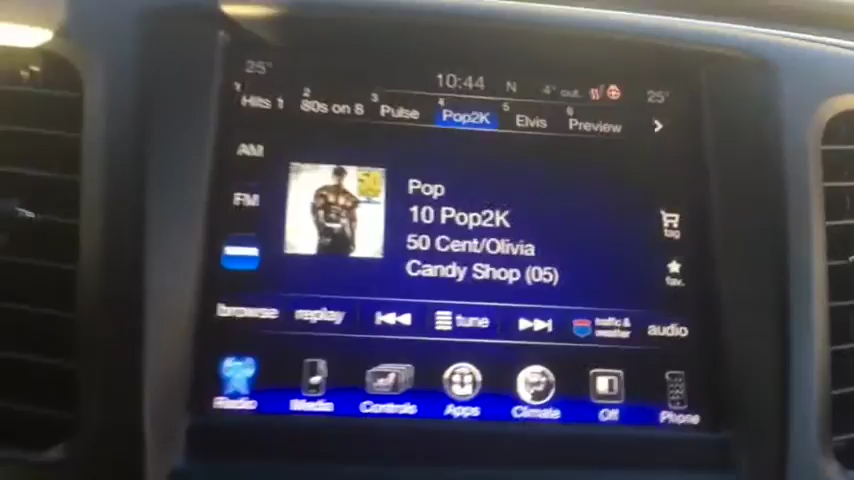 25°
10:44
N
4° out.
25°
1 Hits 1
2 80s on 8
3 Pulse
4 Pop2K
5 Elvis
6 Preview
AM
FM
Pop
10 Pop2K
50 Cent/Olivia
Candy Shop (05)
tag
fav.
browse
replay
tune
traffic &
weather
audio
Radio
Media
Controls
Apps
Climate
Off
Phone